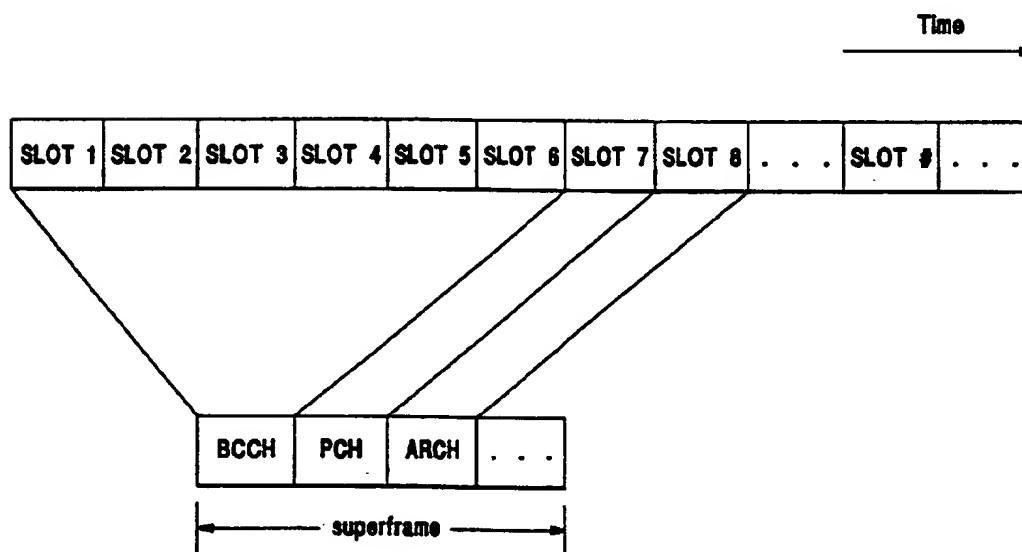 Time
SLOT 1 SLOT 2 SLOT 3 SLOT 4 SLOT 5 SLOT 6 SLOT 7 SLOT 8 . . . SLOT # . . .
BCCH PCH ARCH . . .
superframe